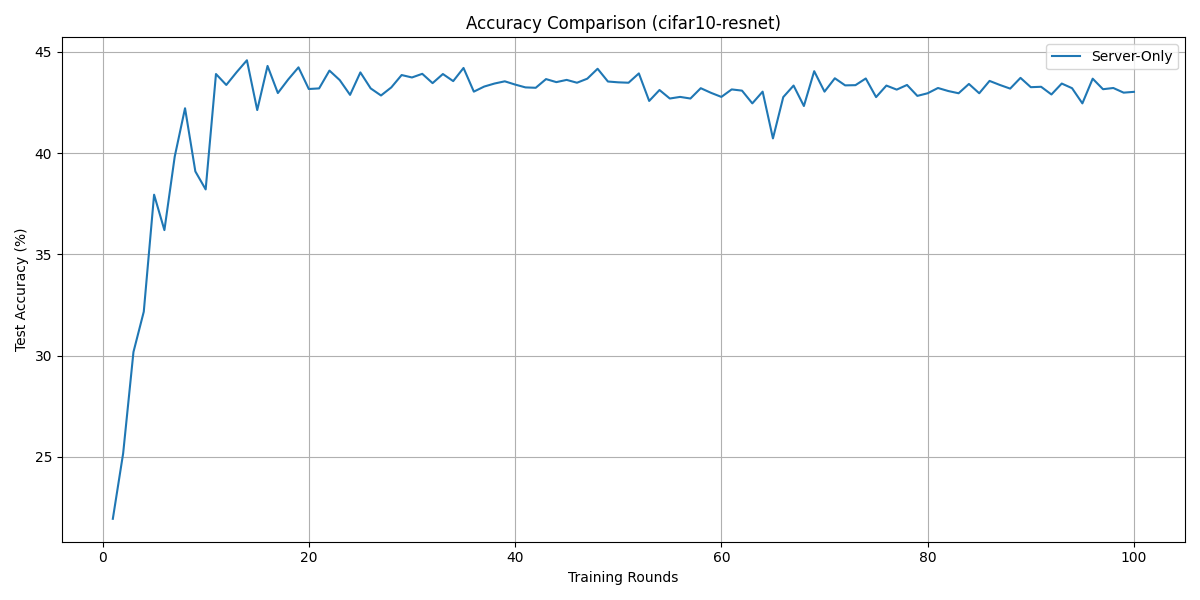 Accuracy Comparison (cifar10-resnet)
Server-Only
Test Accuracy (%)
45
40
35
30
25
0 20 40 60 80 100
Training Rounds